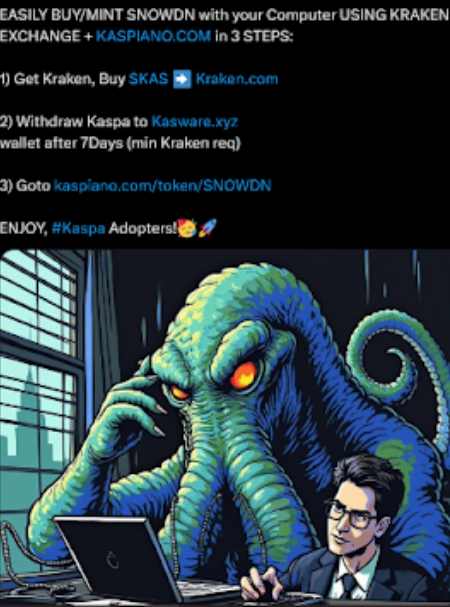 EASILY BUY/MINT SNOWDN with your Computer USING KRAKEN
EXCHANGE + KASPIANO.COM in 3 STEPS:
1) Get Kraken, Buy $KAS ➡️ Kraken.com
2) Withdraw Kaspa to Kasware.xyz
wallet after 7Days (min Kraken req)
3) Goto kaspiano.com/token/SNOWDN
ENJOY, #Kaspa Adopters!🥳🚀